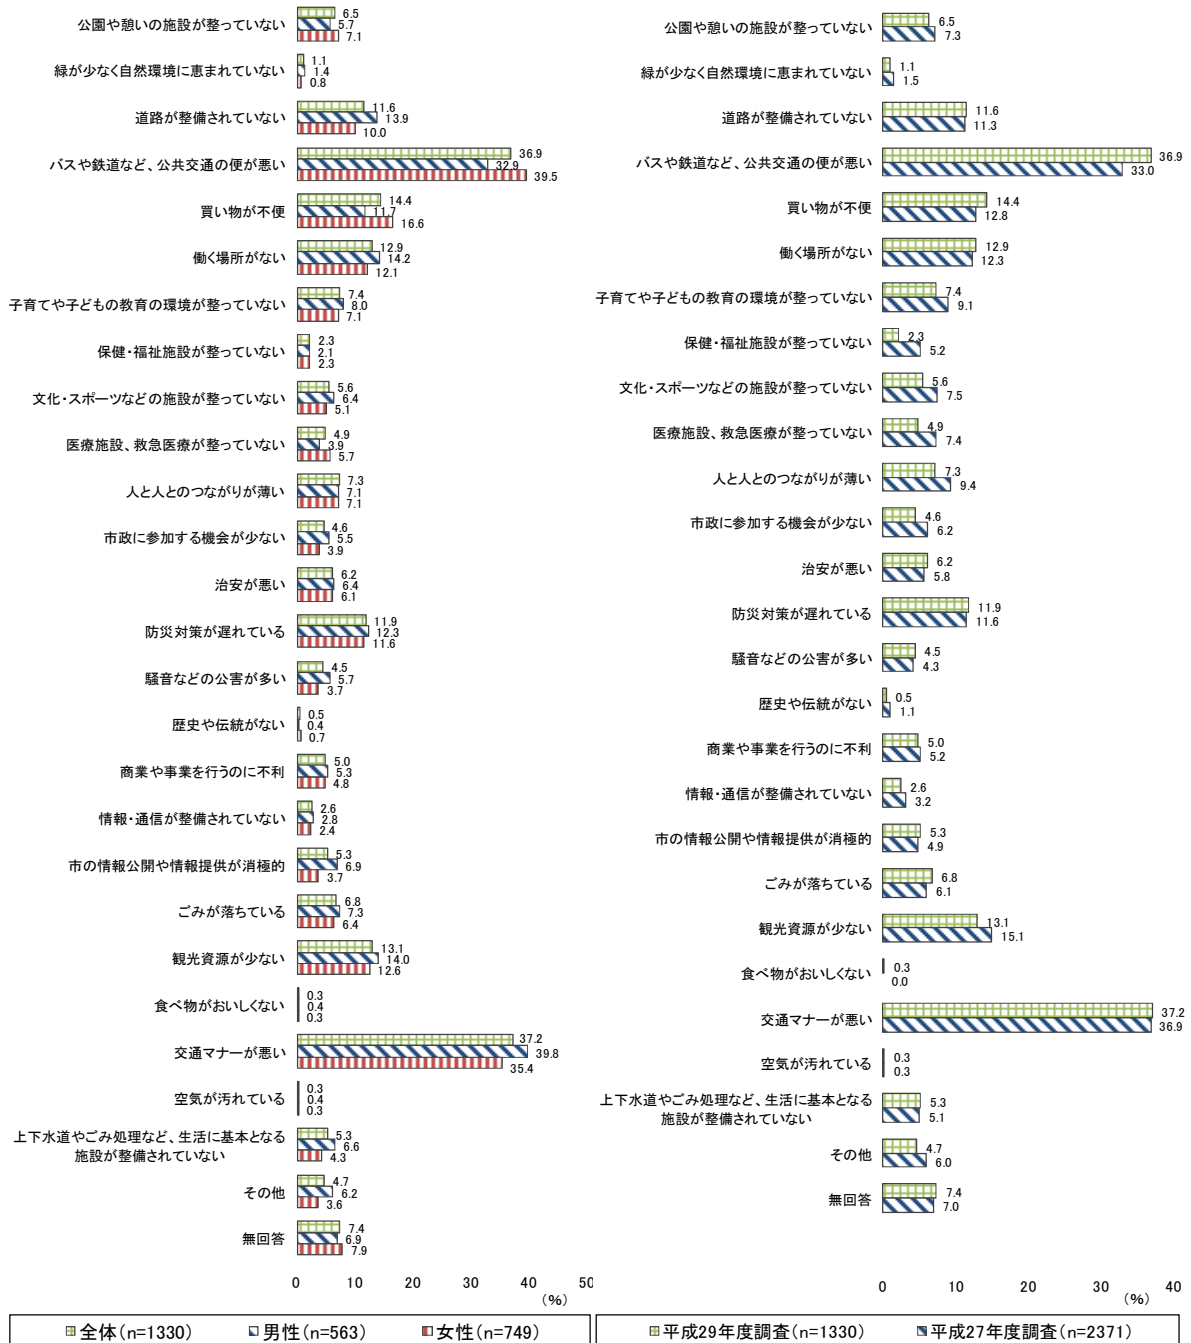 公園や憩いの施設が整っていない
6.5
5.7
7.1
緑が少なく自然環境に恵まれていない
1.1
1.4
0.8
道路が整備されていない
11.6
13.9
10.0
バスや鉄道など、公共交通の便が悪い
36.9
32.9
39.5
買い物が不便
14.4
11.7
16.6
働く場所がない
12.9
14.2
12.1
子育てや子どもの教育の環境が整っていない
7.4
8.0
7.1
保健・福祉施設が整っていない
2.3
2.1
2.3
文化・スポーツなどの施設が整っていない
5.6
6.4
5.1
医療施設、救急医療が整っていない
4.9
3.9
5.7
人と人とのつながりが薄い
7.3
7.1
7.1
市政に参加する機会が少ない
4.6
5.5
3.9
治安が悪い
6.2
6.4
6.1
防災対策が遅れている
11.9
12.3
11.6
騒音などの公害が多い
4.5
5.7
3.7
歴史や伝統がない
0.5
0.4
0.7
商業や事業を行うのに不利
5.0
5.3
4.8
情報・通信が整備されていない
2.6
2.8
2.4
市の情報公開や情報提供が消極的
5.3
6.9
3.7
ごみが落ちている
6.8
7.3
6.4
観光資源が少ない
13.1
14.0
12.6
食べ物がおいしくない
0.3
0.4
0.3
交通マナーが悪い
37.2
39.8
35.4
空気が汚れている
0.3
0.4
0.3
上下水道やごみ処理など、生活に基本となる
施設が整備されていない
5.3
6.6
4.3
その他
4.7
6.2
3.6
無回答
7.4
6.9
7.9
0 10 20 30 40 50
(%)
全体(n=1330) 男性(n=563) 女性(n=749)
公園や憩いの施設が整っていない
6.5
7.3
緑が少なく自然環境に恵まれていない
1.1
1.5
道路が整備されていない
11.6
11.3
バスや鉄道など、公共交通の便が悪い
36.9
33.0
買い物が不便
14.4
12.8
働く場所がない
12.9
12.3
子育てや子どもの教育の環境が整っていない
7.4
9.1
保健・福祉施設が整っていない
2.3
5.2
文化・スポーツなどの施設が整っていない
5.6
7.5
医療施設、救急医療が整っていない
4.9
7.4
人と人とのつながりが薄い
7.3
9.4
市政に参加する機会が少ない
4.6
6.2
治安が悪い
6.2
5.8
防災対策が遅れている
11.9
11.6
騒音などの公害が多い
4.5
4.3
歴史や伝統がない
0.5
1.1
商業や事業を行うのに不利
5.0
5.2
情報・通信が整備されていない
2.6
3.2
市の情報公開や情報提供が消極的
5.3
4.9
ごみが落ちている
6.8
6.1
観光資源が少ない
13.1
15.1
食べ物がおいしくない
0.3
0.0
交通マナーが悪い
37.2
36.9
空気が汚れている
0.3
0.3
上下水道やごみ処理など、生活に基本となる
施設が整備されていない
5.3
5.1
その他
4.7
6.0
無回答
7.4
7.0
0 10 20 30 40
(%)
平成29年度調査(n=1330) 平成27年度調査(n=2371)